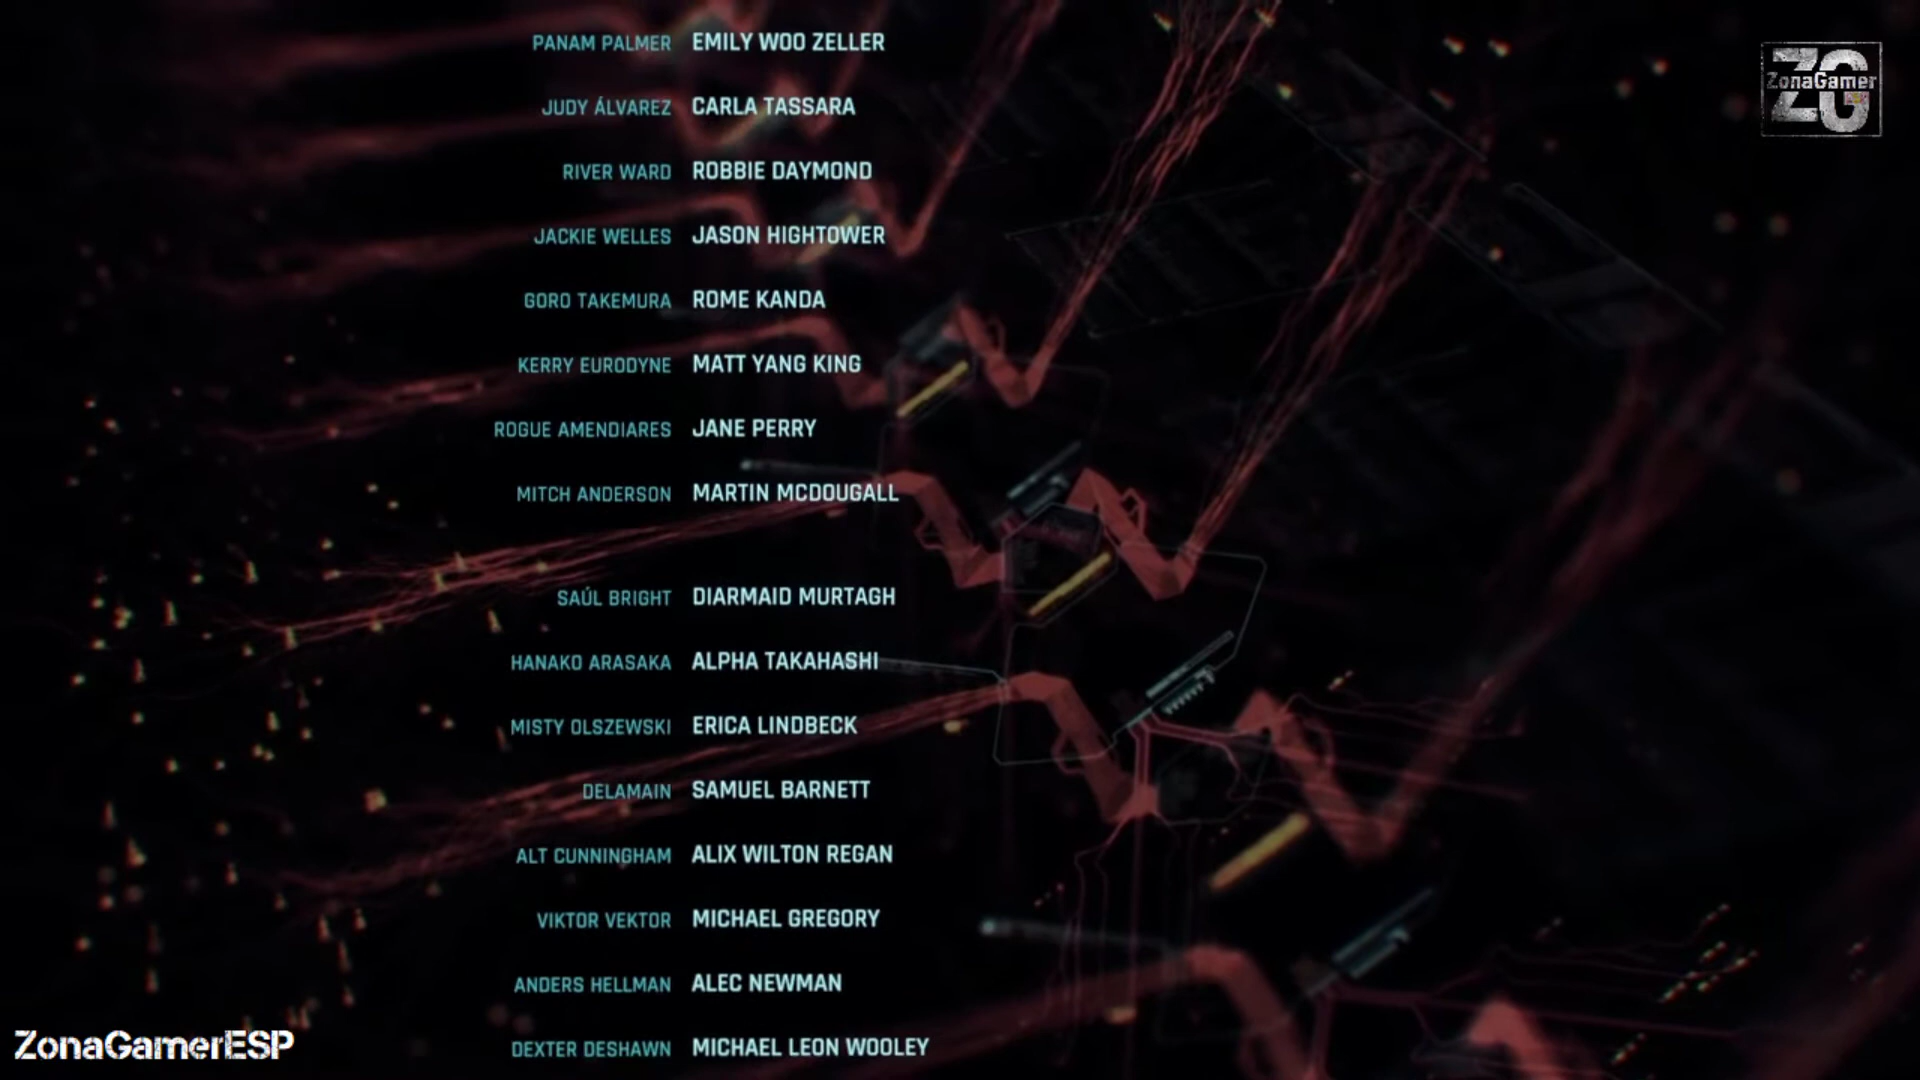 PANAM PALMER EMILY WOO ZELLER
JUDY ÁLVAREZ CARLA TASSARA
RIVER WARD ROBBIE DAYMOND
JACKIE WELLES JASON HIGHTOWER
GORO TAKEMURA ROME KANDA
KERRY EURODYNE MATT YANG KING
ROGUE AMENDIARES JANE PERRY
MITCH ANDERSON MARTIN MCDOUGALL
SAÚL BRIGHT DIARMAID MURTAGH
HANAKO ARASAKA ALPHA TAKAHASHI
MISTY OLSZEWSKI ERICA LINDBECK
DELAMAIN SAMUEL BARNETT
ALT CUNNINGHAM ALIX WILTON REGAN
VIKTOR VEKTOR MICHAEL GREGORY
ANDERS HELLMAN ALEC NEWMAN
DEXTER DESHAWN MICHAEL LEON WOOLEY
ZG
ZonaGamer
ZonaGamerESP